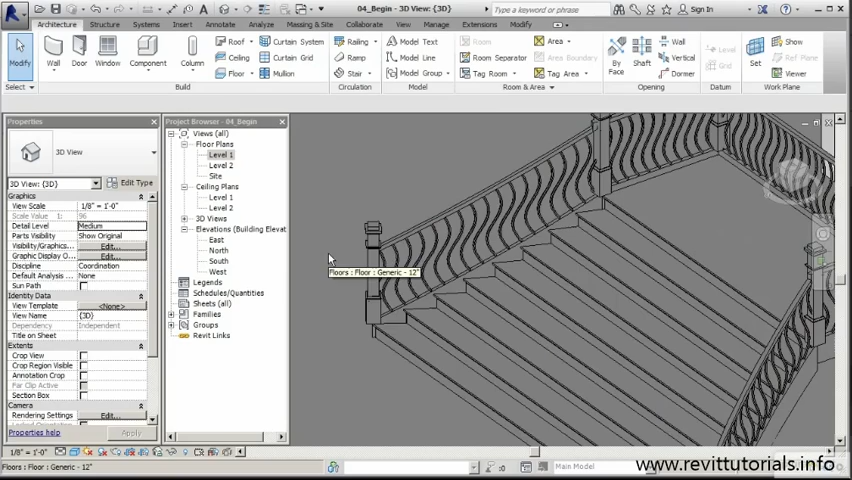 04_Begin - 3D View: {3D}
Type a keyword or phrase
Sign In
Architecture Structure Systems Insert Annotate Analyze Massing & Site Collaborate View Manage Extensions Modify
Modify Wall Door Window Component Column
Roof Ceiling Floor
Curtain System Curtain Grid Mullion
Railing Ramp Stair
Model Text Model Line Model Group
Room Room Separator Tag Room
Area Area Boundary Tag Area
By Face Shaft Wall Vertical Dormer
Level Grid
Set Show Viewer
Select Build Circulation Model Room & Area Opening Datum Work Plane
Properties
3D View
3D View: {3D} Edit Type
Graphics
View Scale 1/8" = 1'-0"
Scale Value 1: 96
Detail Level Medium
Parts Visibility Show Original
Visibility/Graphics... Edit...
Graphic Display O... Edit...
Discipline Coordination
Default Analysis ... None
Sun Path
Identity Data
View Template <None>
View Name {3D}
Dependency Independent
Title on Sheet
Extents
Crop View
Crop Region Visible
Annotation Crop
Far Clip Active
Section Box
Camera
Rendering Settings Edit...
Properties help Apply
Project Browser - 04_Begin
Views (all)
Floor Plans
Level 1
Level 2
Site
Ceiling Plans
Level 1
Level 2
3D Views
Elevations (Building Elevat
East
North
South
West
Legends
Schedules/Quantities
Sheets (all)
Families
Groups
Revit Links
Floors : Floor : Generic - 12"
1/8" = 1'-0"
Floors : Floor : Generic - 12"
:0
Main Model
www.revittutorials.info